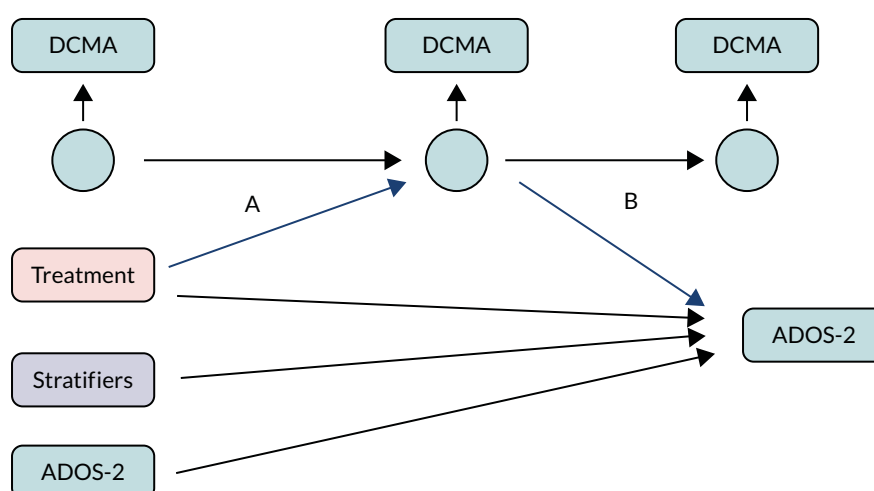 DCMA
DCMA
DCMA
A
B
Treatment
ADOS-2
Stratifiers
ADOS-2